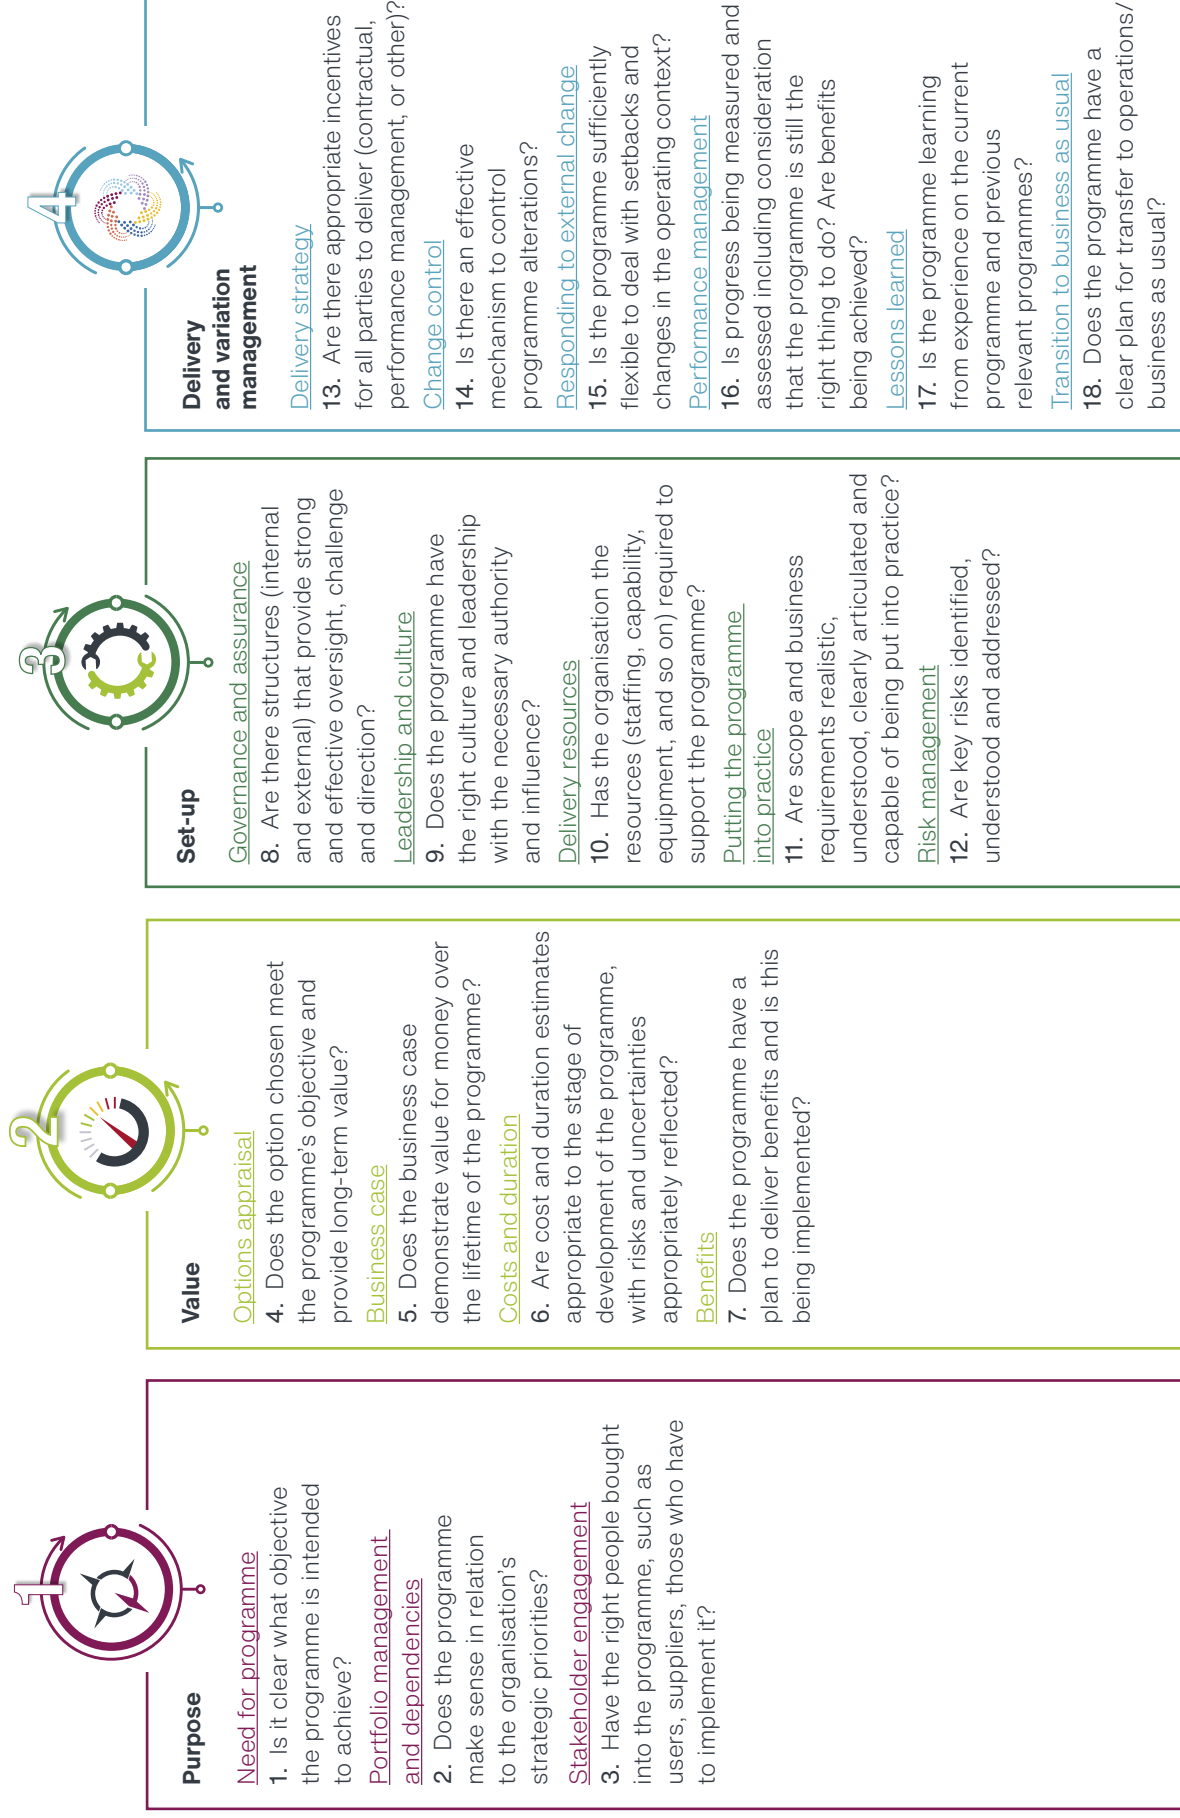 1
Purpose
Need for programme
1. Is it clear what objective
the programme is intended
to achieve?
Portfolio management
and dependencies
2. Does the programme
make sense in relation
to the organisation’s
strategic priorities?
Stakeholder engagement
3. Have the right people bought
into the programme, such as
users, suppliers, those who have
to implement it?
2
Value
Options appraisal
4. Does the option chosen meet
the programme’s objective and
provide long-term value?
Business case
5. Does the business case
demonstrate value for money over
the lifetime of the programme?
Costs and duration
6. Are cost and duration estimates
appropriate to the stage of
development of the programme,
with risks and uncertainties
appropriately reflected?
Benefits
7. Does the programme have a
plan to deliver benefits and is this
being implemented?
3
Set-up
Governance and assurance
8. Are there structures (internal
and external) that provide strong
and effective oversight, challenge
and direction?
Leadership and culture
9. Does the programme have
the right culture and leadership
with the necessary authority
and influence?
Delivery resources
10. Has the organisation the
resources (staffing, capability,
equipment, and so on) required to
support the programme?
Putting the programme
into practice
11. Are scope and business
requirements realistic,
understood, clearly articulated and
capable of being put into practice?
Risk management
12. Are key risks identified,
understood and addressed?
4
Delivery
and variation
management
Delivery strategy
13. Are there appropriate incentives
for all parties to deliver (contractual,
performance management, or other)?
Change control
14. Is there an effective
mechanism to control
programme alterations?
Responding to external change
15. Is the programme sufficiently
flexible to deal with setbacks and
changes in the operating context?
Performance management
16. Is progress being measured and
assessed including consideration
that the programme is still the
right thing to do? Are benefits
being achieved?
Lessons learned
17. Is the programme learning
from experience on the current
programme and previous
relevant programmes?
Transition to business as usual
18. Does the programme have a
clear plan for transfer to operations/
business as usual?